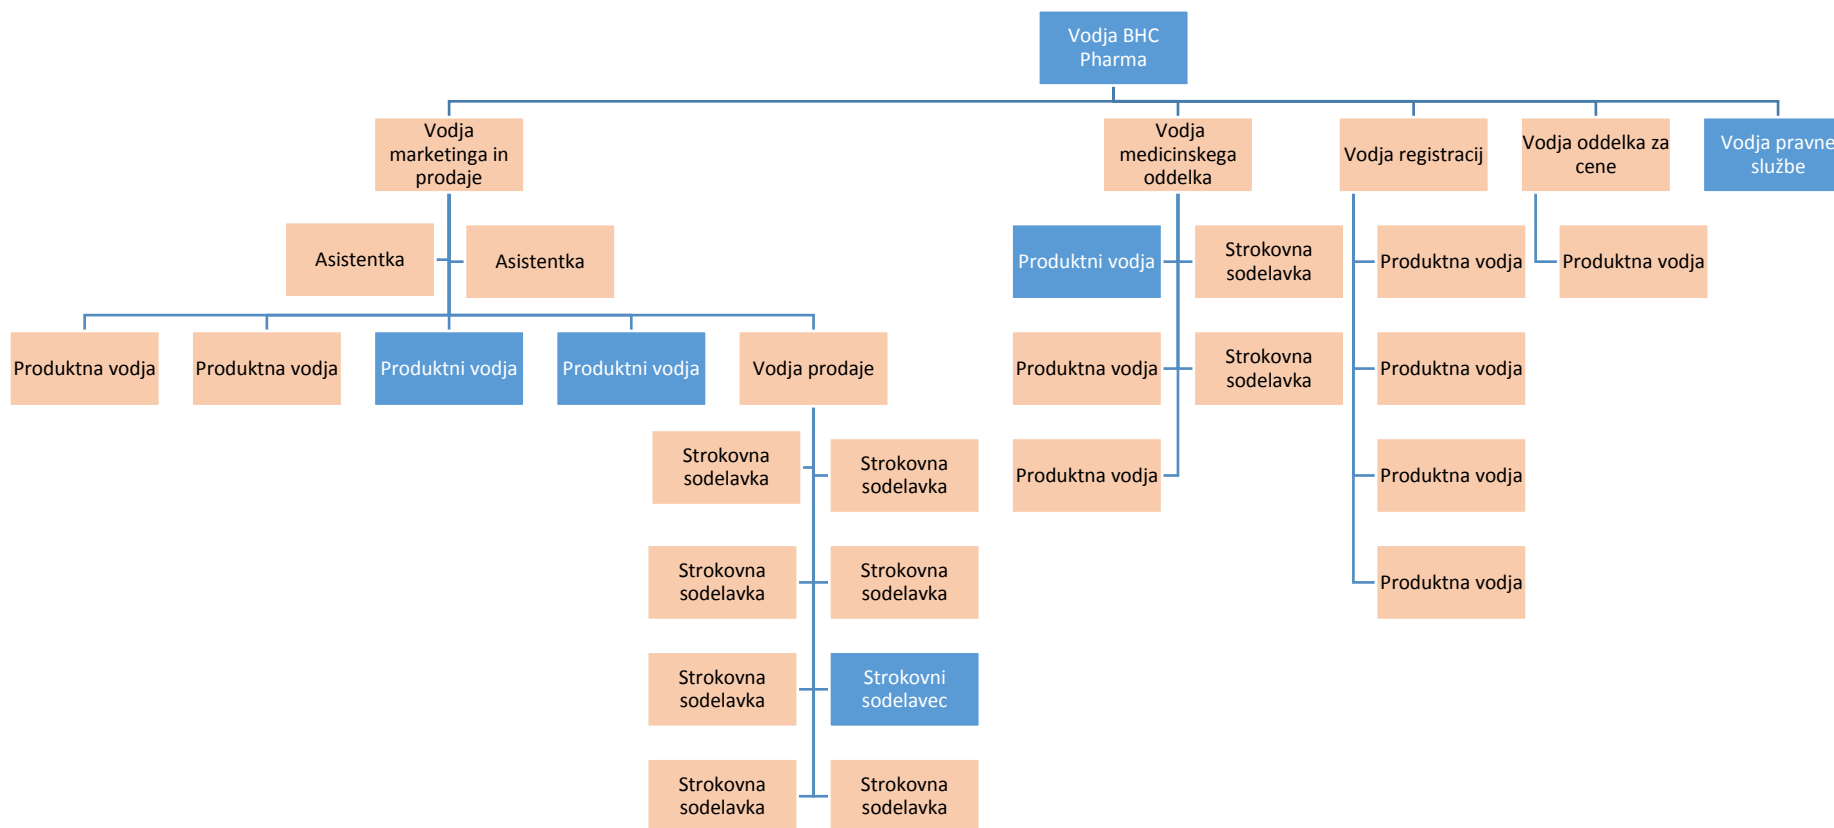 Vodja BHC
Pharma
Vodja
marketinga in
prodaje
Vodja
medicinskega
oddelka
Vodja registracij
Vodja oddelka za
cene
Vodja pravne
službe
Asistentka
Asistentka
Produktni vodja
Strokovna
sodelavka
Produktna vodja
Produktna vodja
Produktna vodja
Produktna vodja
Produktni vodja
Produktni vodja
Vodja prodaje
Produktna vodja
Strokovna
sodelavka
Produktna vodja
Strokovna
sodelavka
Strokovna
sodelavka
Produktna vodja
Produktna vodja
Strokovna
sodelavka
Strokovna
sodelavka
Produktna vodja
Strokovna
sodelavka
Strokovni
sodelavec
Strokovna
sodelavka
Strokovna
sodelavka